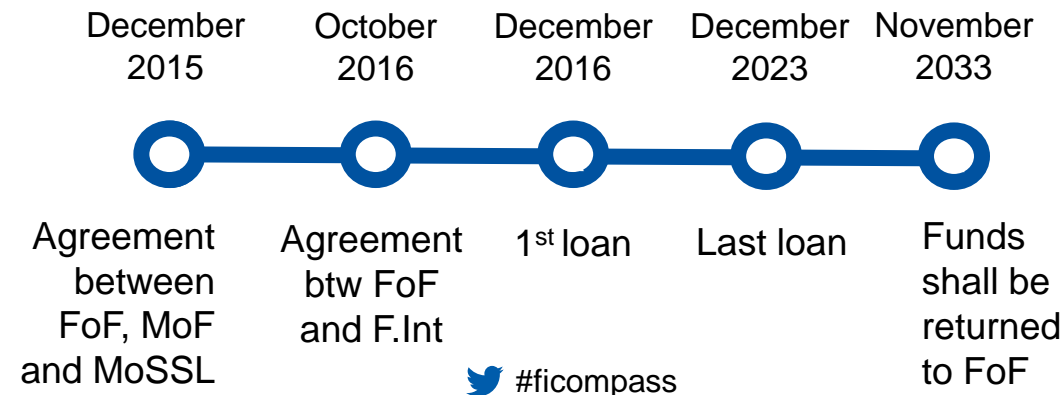 December
2015
October
2016
December
2016
December
2023
November
2033
Agreement
between
FoF, MoF
and MoSSL
Agreement
btw FoF
and F.Int
1st loan
Last loan
Funds
shall be
returned
to FoF
#ficompass